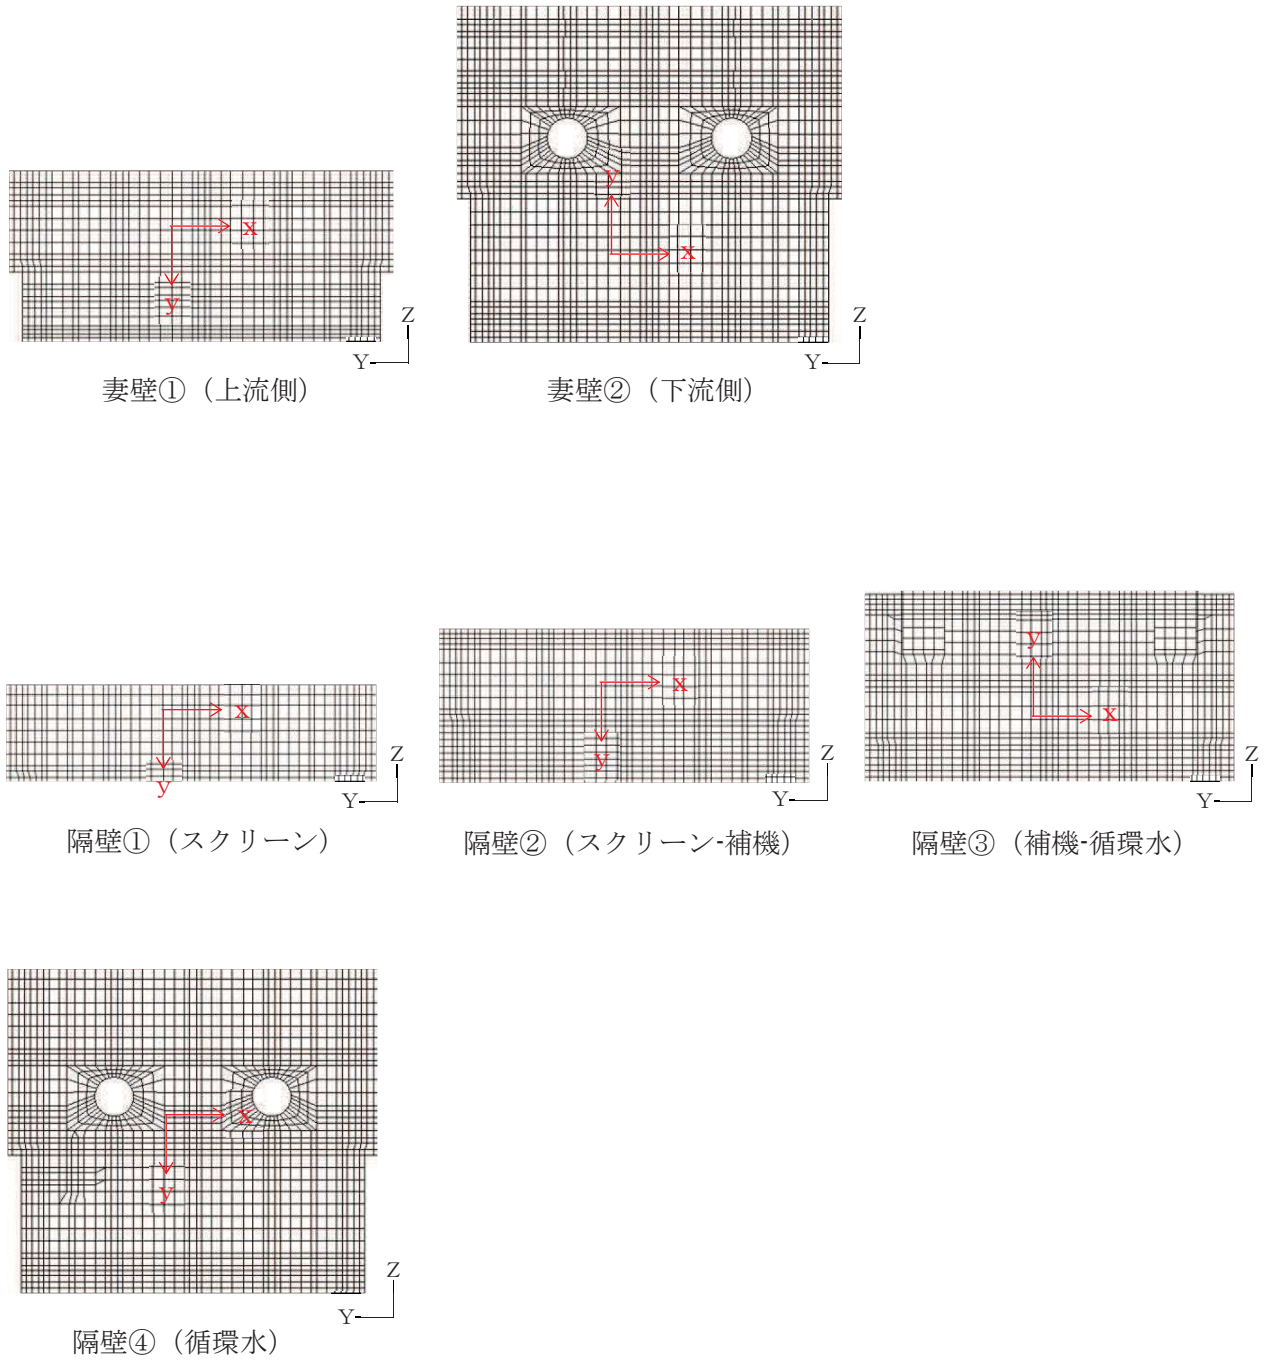 x
y
Z
Y
妻壁①（上流側）
y
x
Z
Y
妻壁②（下流側）
x
y
Z
Y
隔壁①（スクリーン）
x
y
Z
Y
隔壁②（スクリーン-補機）
y
x
Z
Y
隔壁③（補機-循環水）
x
y
Z
Y
隔壁④（循環水）